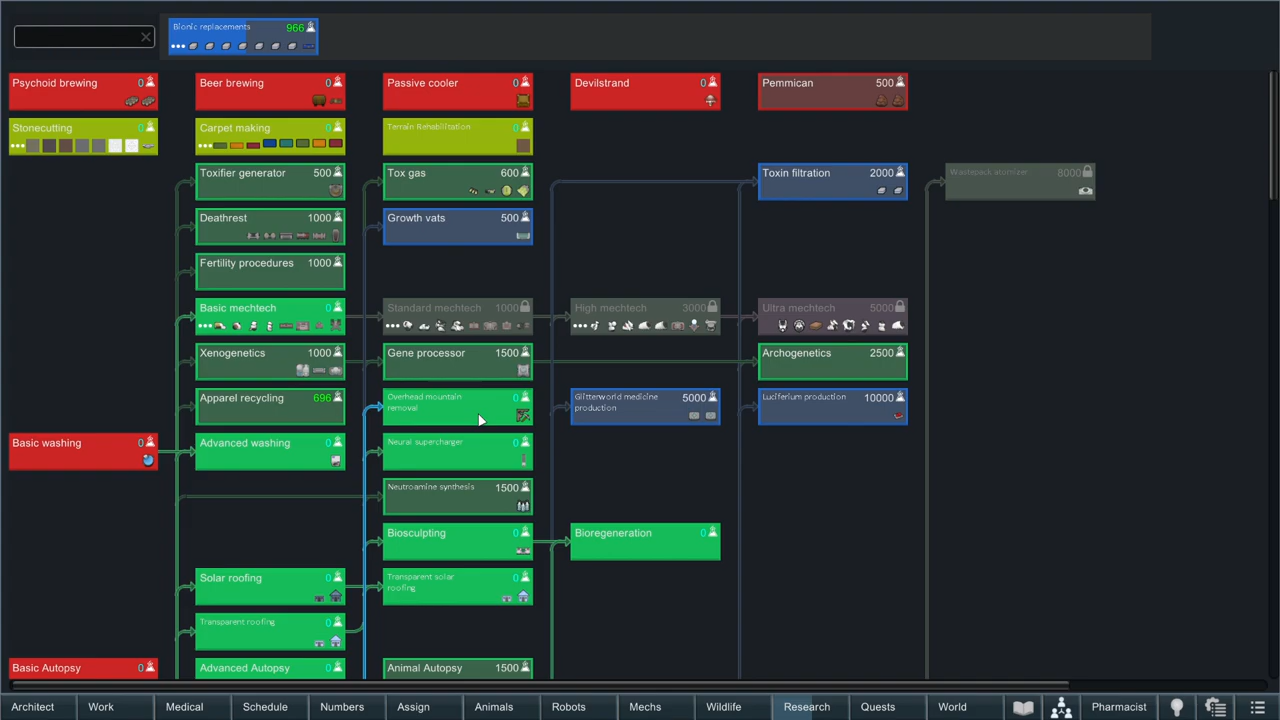 Bionic replacements 966
Psychoid brewing 0
Beer brewing 0
Passive cooler 0
Devilstrand 0
Pemmican 500
Stonecutting 0
Carpet making 0
Terrain Rehabilitation 0
Toxifier generator 500
Tox gas 600
Toxin filtration 2000
Wastepack atomizer 8000
Deathrest 1000
Growth vats 500
Fertility procedures 1000
Basic mechtech 0
Standard mechtech 1000
High mechtech 3000
Ultra mechtech 5000
Xenogenetics 1000
Gene processor 1500
Archogenetics 2500
Apparel recycling 696
Overhead mountain removal 0
Glitterworld medicine production 5000
Luciferium production 10000
Basic washing 0
Advanced washing 0
Neural supercharger 0
Neutroamine synthesis 1500
Biosculpting 0
Bioregeneration 0
Solar roofing 0
Transparent solar roofing 0
Transparent roofing 0
Basic Autopsy 0
Advanced Autopsy 0
Animal Autopsy 1500
Architect Work Medical Schedule Numbers Assign Animals Robots Mechs Wildlife Research Quests World Pharmacist